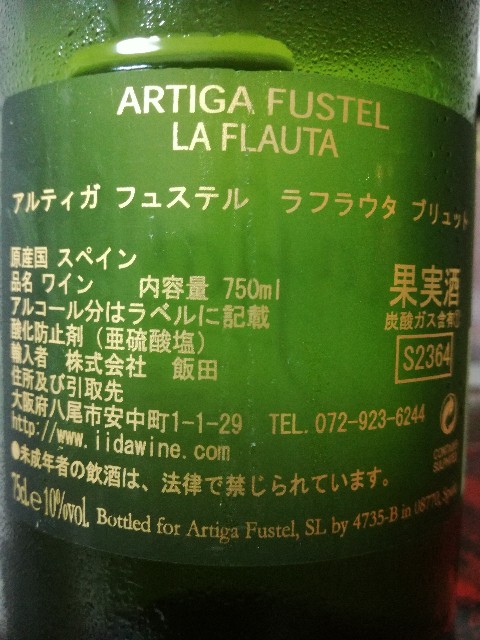 ARTIGA FUSTEL
LA FLAUTA
アルティガ フュステル ラフラウタ ブリュット
原産国 スペイン
品名 ワイン 内容量 750ml
アルコール分はラベルに記載
酸化防止剤（亜硫酸塩）
輸入者 株式会社 飯田
住所及び引取先
大阪府八尾市安中町1-1-29 TEL.072-923-6244
http://www.iidawine.com
●未成年者の飲酒は、法律で禁じられています。
75cl.e 10%vol. Bottled for Artiga Fustel, SL by 4735-B in 08770, Spain
果実酒
炭酸ガス含有
S2364
CONTAINS
SULPHITES